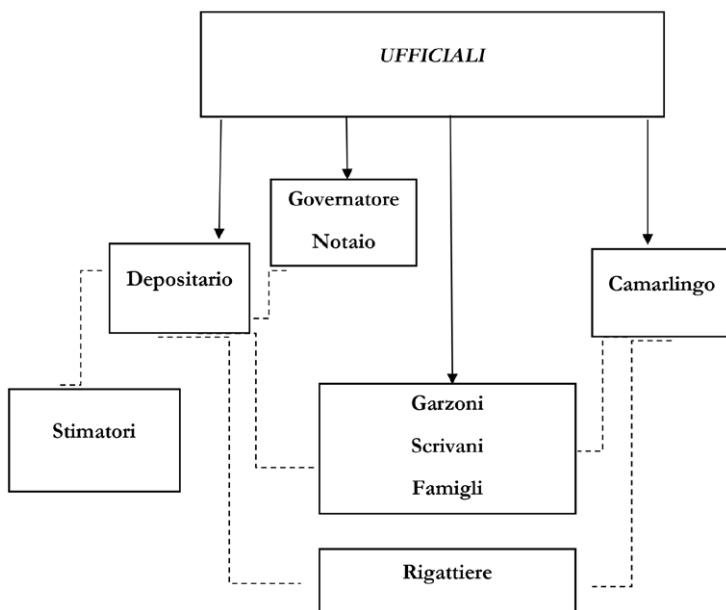 UFFICIALI
Governatore
Notaio
Depositario
Camarlingo
Stimatori
Garzoni
Scrivani
Famigli
Rigattiere